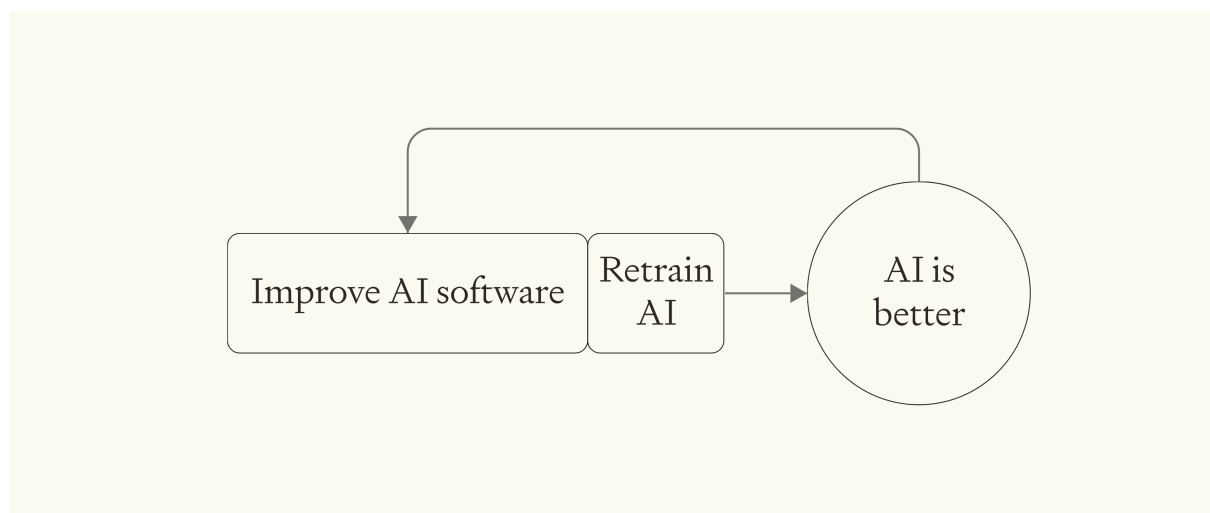 Improve AI software
Retrain
AI
AI is
better